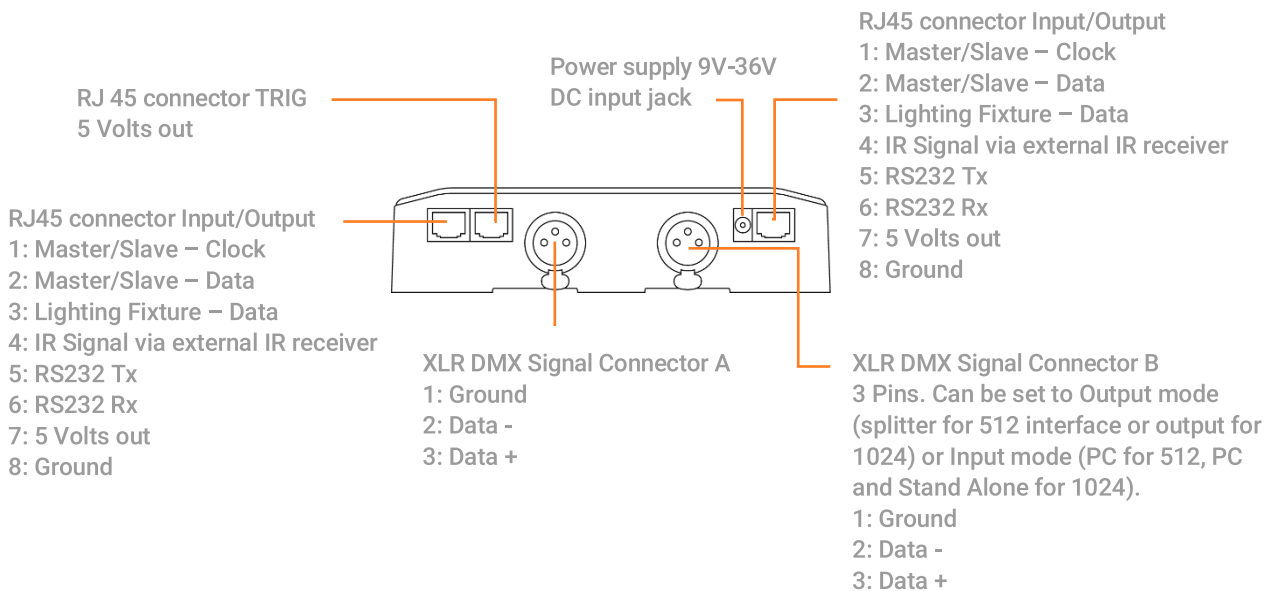 RJ 45 connector TRIG
5 Volts out
Power supply 9V-36V
DC input jack
RJ45 connector Input/Output
1: Master/Slave – Clock
2: Master/Slave – Data
3: Lighting Fixture – Data
4: IR Signal via external IR receiver
5: RS232 Tx
6: RS232 Rx
7: 5 Volts out
8: Ground
RJ45 connector Input/Output
1: Master/Slave – Clock
2: Master/Slave – Data
3: Lighting Fixture – Data
4: IR Signal via external IR receiver
5: RS232 Tx
6: RS232 Rx
7: 5 Volts out
8: Ground
XLR DMX Signal Connector A
1: Ground
2: Data -
3: Data +
XLR DMX Signal Connector B
3 Pins. Can be set to Output mode
(splitter for 512 interface or output for
1024) or Input mode (PC for 512, PC
and Stand Alone for 1024).
1: Ground
2: Data -
3: Data +